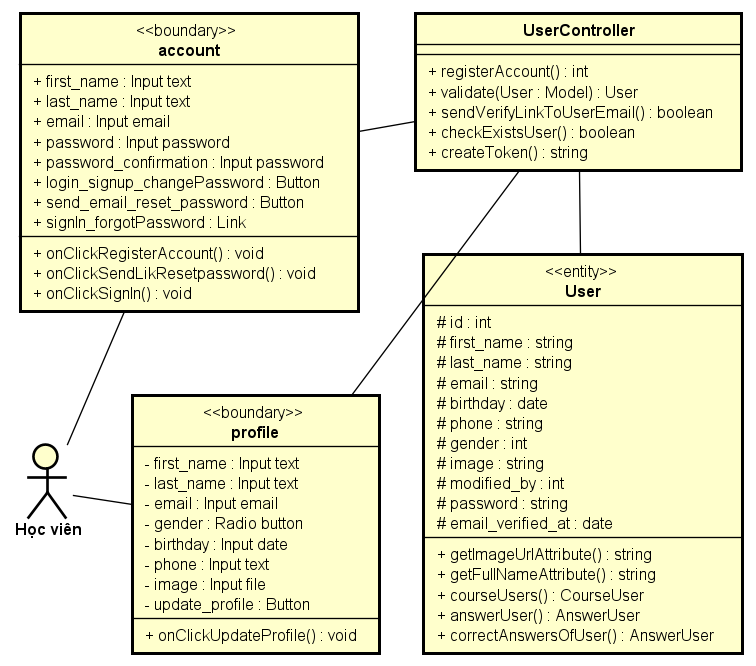 <<boundary>>
account
+ first_name : Input text
+ last_name : Input text
+ email : Input email
+ password : Input password
+ password_confirmation : Input password
+ login_signup_changePassword : Button
+ send_email_reset_password : Button
+ signIn_forgotPassword : Link
+ onClickRegisterAccount() : void
+ onClickSendLikResetpassword() : void
+ onClickSignIn() : void
UserController
+ registerAccount() : int
+ validate(User : Model) : User
+ sendVerifyLinkToUserEmail() : boolean
+ checkExistsUser() : boolean
+ createToken() : string
<<entity>>
User
# id : int
# first_name : string
# last_name : string
# email : string
# birthday : date
# phone : string
# gender : int
# image : string
# modified_by : int
# password : string
# email_verified_at : date
+ getImageUrlAttribute() : string
+ getFullNameAttribute() : string
+ courseUsers() : CourseUser
+ answerUser() : AnswerUser
+ correctAnswersOfUser() : AnswerUser
<<boundary>>
profile
- first_name : Input text
- last_name : Input text
- email : Input email
- gender : Radio button
- birthday : Input date
- phone : Input text
- image : Input file
- update_profile : Button
+ onClickUpdateProfile() : void
Học viên